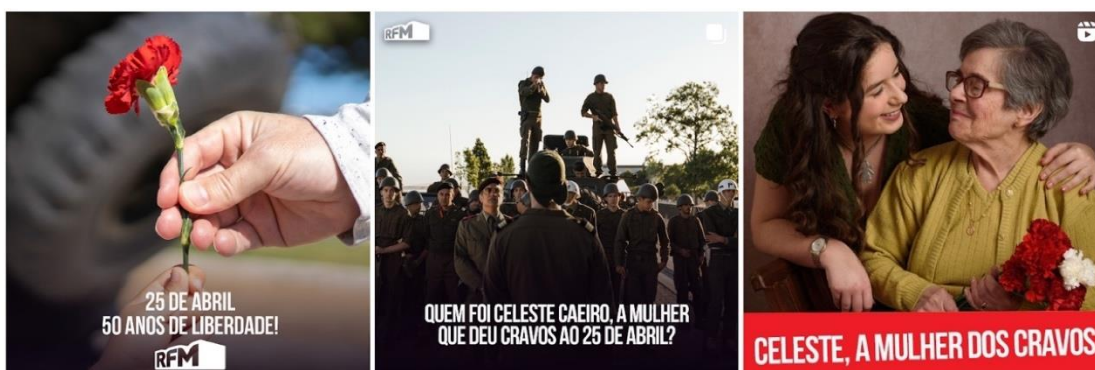 25 DE ABRIL
50 ANOS DE LIBERDADE!
RFM
RFM
QUEM FOI CELESTE CAEIRO, A MULHER
QUE DEU CRAVOS AO 25 DE ABRIL?
CELESTE, A MULHER DOS CRAVOS